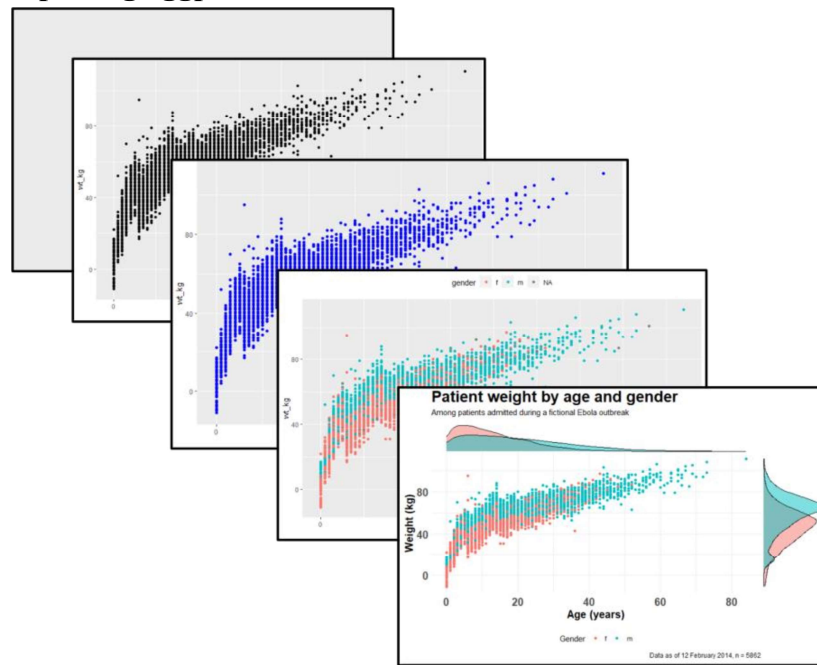 80
40
0
wt_kg
0
80
40
0
wt_kg
0
gender f m NA
80
40
0
wt_kg
0
Patient weight by age and gender
Among patients admitted during a fictional Ebola outbreak
80
40
0
Weight (kg)
0 20 40 60 80
Age (years)
Gender f m
Data as of 12 February 2014, n = 5862